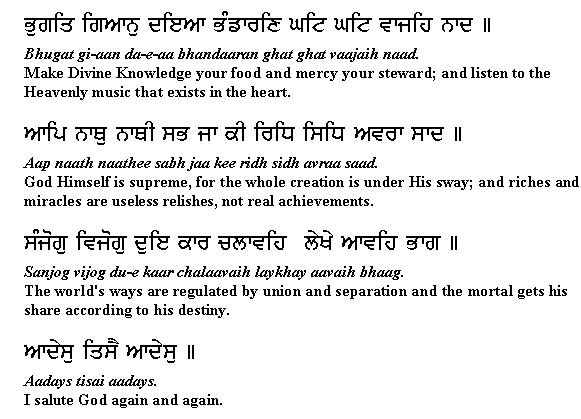 ਭੁਗਤਿ ਗਿਆਨੁ ਦਇਆ ਭੰਡਾਰਣਿ ਘਟਿ ਘਟਿ ਵਾਜਹਿ ਨਾਦ ॥
Bhugat gi-aan da-e-aa bhandaaran ghat ghat vaajaih naad.
Make Divine Knowledge your food and mercy your steward; and listen to the
Heavenly music that exists in the heart.
ਆਪਿ ਨਾਥੁ ਨਾਥੀ ਸਭ ਜਾ ਕੀ ਰਿਧਿ ਸਿਧਿ ਅਵਰਾ ਸਾਦ ॥
Aap naath naathee sabh jaa kee ridh sidh avraa saad.
God Himself is supreme, for the whole creation is under His sway; and riches and
miracles are useless relishes, not real achievements.
ਸੰਜੋਗੁ ਵਿਜੋਗੁ ਦੁਇ ਕਾਰ ਚਲਾਵਹਿ ਲੇਖੇ ਆਵਹਿ ਭਾਗ ॥
Sanjog vijog du-e kaar chalaavaih laykhay aavaih bhaag.
The world's ways are regulated by union and separation and the mortal gets his
share according to his destiny.
ਆਦੇਸੁ ਤਿਸੈ ਆਦੇਸੁ ॥
Aadays tisai aadays.
I salute God again and again.